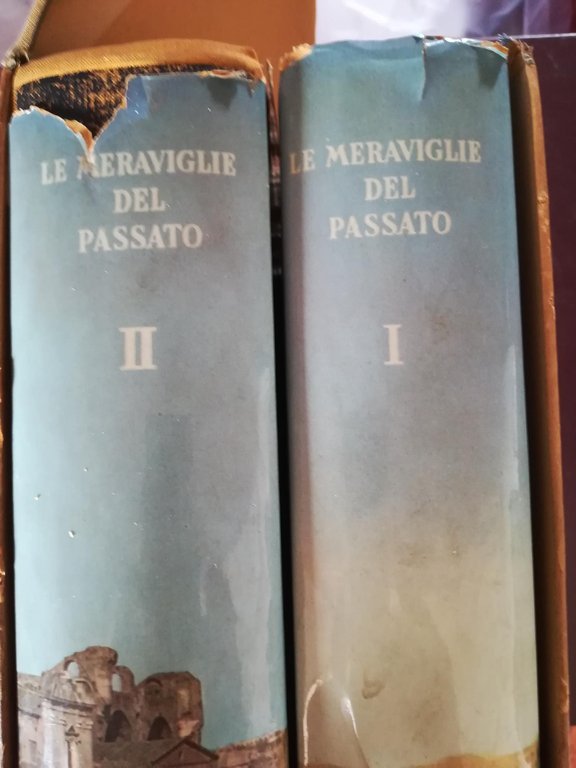 LE MERAVIGLIE
DEL
PASSATO
II
LE MERAVIGLIE
DEL
PASSATO
I